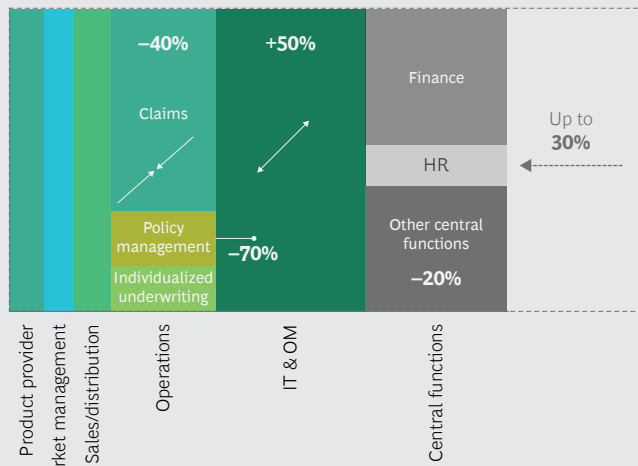 –40%
+50%
Claims
Finance
Up to
30%
HR
Policy
management
–70%
Individualized
underwriting
Other central
functions
–20%
Product provider
rket management
Sales/distribution
Operations
IT & OM
Central functions